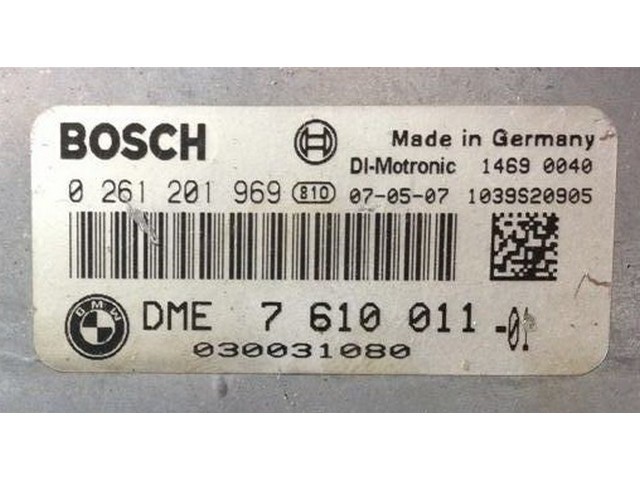 BOSCH
Made in Germany
DI-Motronic 1469 0040
0 261 201 969 810 07-05-07 1039S20905
BMW DME 7 610 011 -01
030031080